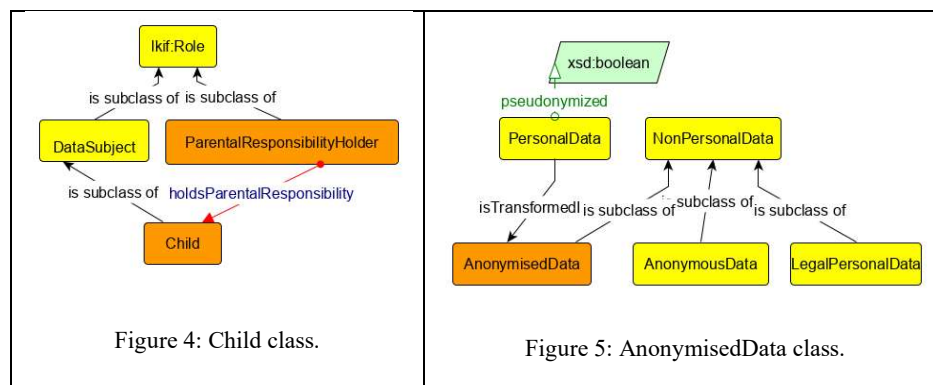 lkif:Role
is subclass of is subclass of
DataSubject
ParentalResponsibilityHolder
is subclass of
holdsParentalResponsibility
Child
Figure 4: Child class.
xsd:boolean
pseudonymized
PersonalData
NonPersonalData
isTransformedI
is subclass of
subclass of
is subclass of
AnonymisedData
AnonymousData
LegalPersonalData
Figure 5: AnonymisedData class.